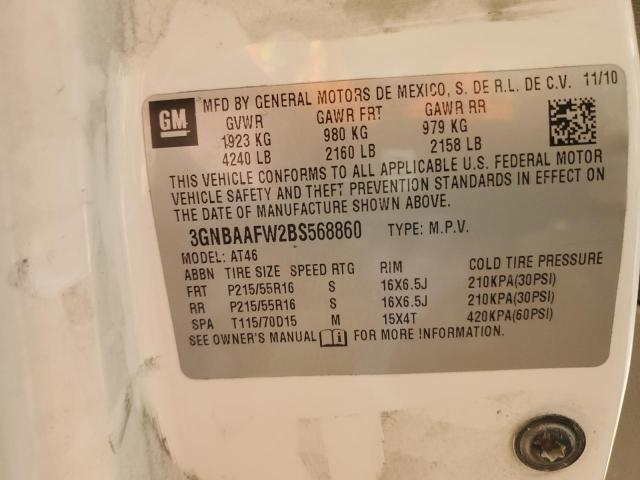 GM MFD BY GENERAL MOTORS DE MEXICO, S. DE R.L. DE C.V. 11/10
GVWR GAWR FRT GAWR RR
1923 KG 980 KG 979 KG
4240 LB 2160 LB 2158 LB
THIS VEHICLE CONFORMS TO ALL APPLICABLE U.S. FEDERAL MOTOR
VEHICLE SAFETY AND THEFT PREVENTION STANDARDS IN EFFECT ON
THE DATE OF MANUFACTURE SHOWN ABOVE.
3GNBAAFW2BS568860 TYPE: M.P.V.
MODEL: AT46
ABBN TIRE SIZE SPEED RTG RIM COLD TIRE PRESSURE
FRT P215/55R16 S 16X6.5J 210KPA(30PSI)
RR P215/55R16 S 16X6.5J 210KPA(30PSI)
SPA T115/70D15 M 15X4T 420KPA(60PSI)
SEE OWNER'S MANUAL i FOR MORE INFORMATION.